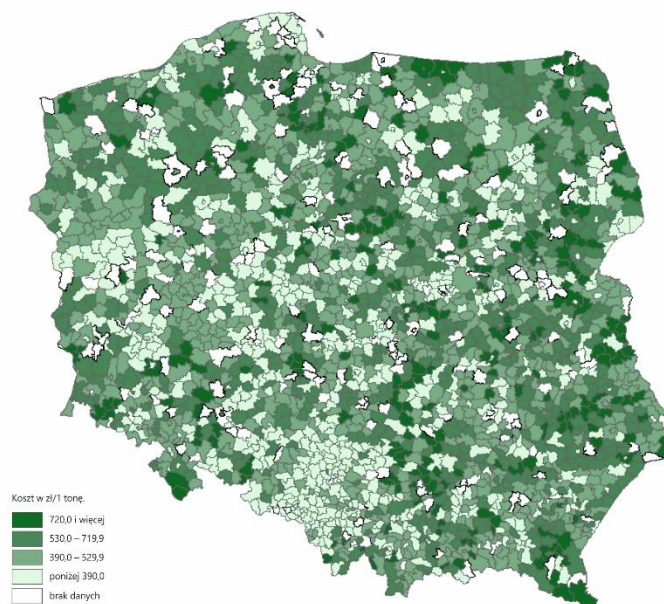 Koszt w zł/1 tonę.
720,0 i więcej
530,0 – 719,9
390,0 – 529,9
poniżej 390,0
brak danych